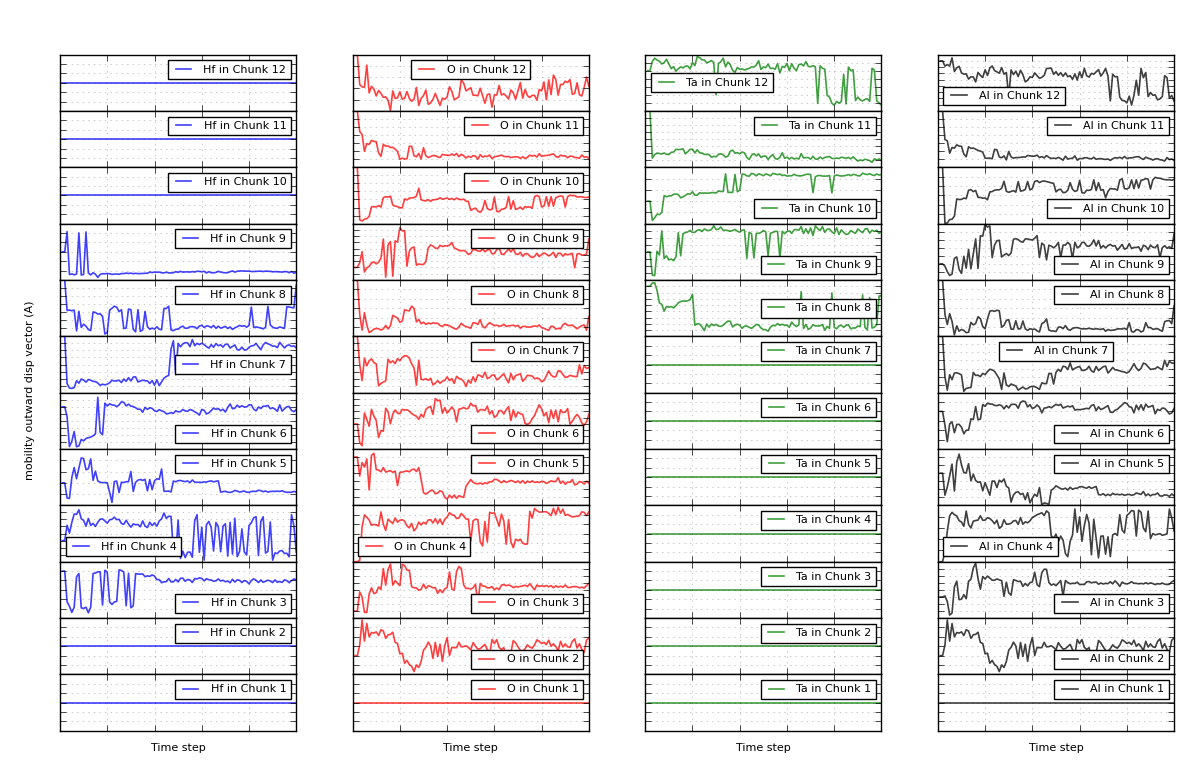 Hf in Chunk 12
O in Chunk 12
Ta in Chunk 12
Al in Chunk 12
Hf in Chunk 11
O in Chunk 11
Ta in Chunk 11
Al in Chunk 11
Hf in Chunk 10
O in Chunk 10
Ta in Chunk 10
Al in Chunk 10
Hf in Chunk 9
O in Chunk 9
Ta in Chunk 9
Al in Chunk 9
Hf in Chunk 8
O in Chunk 8
Ta in Chunk 8
Al in Chunk 8
Hf in Chunk 7
O in Chunk 7
Ta in Chunk 7
Al in Chunk 7
Hf in Chunk 6
O in Chunk 6
Ta in Chunk 6
Al in Chunk 6
Hf in Chunk 5
O in Chunk 5
Ta in Chunk 5
Al in Chunk 5
Hf in Chunk 4
O in Chunk 4
Ta in Chunk 4
Al in Chunk 4
Hf in Chunk 3
O in Chunk 3
Ta in Chunk 3
Al in Chunk 3
Hf in Chunk 2
O in Chunk 2
Ta in Chunk 2
Al in Chunk 2
Hf in Chunk 1
O in Chunk 1
Ta in Chunk 1
Al in Chunk 1
mobility outward disp vector (A)
Time step
Time step
Time step
Time step